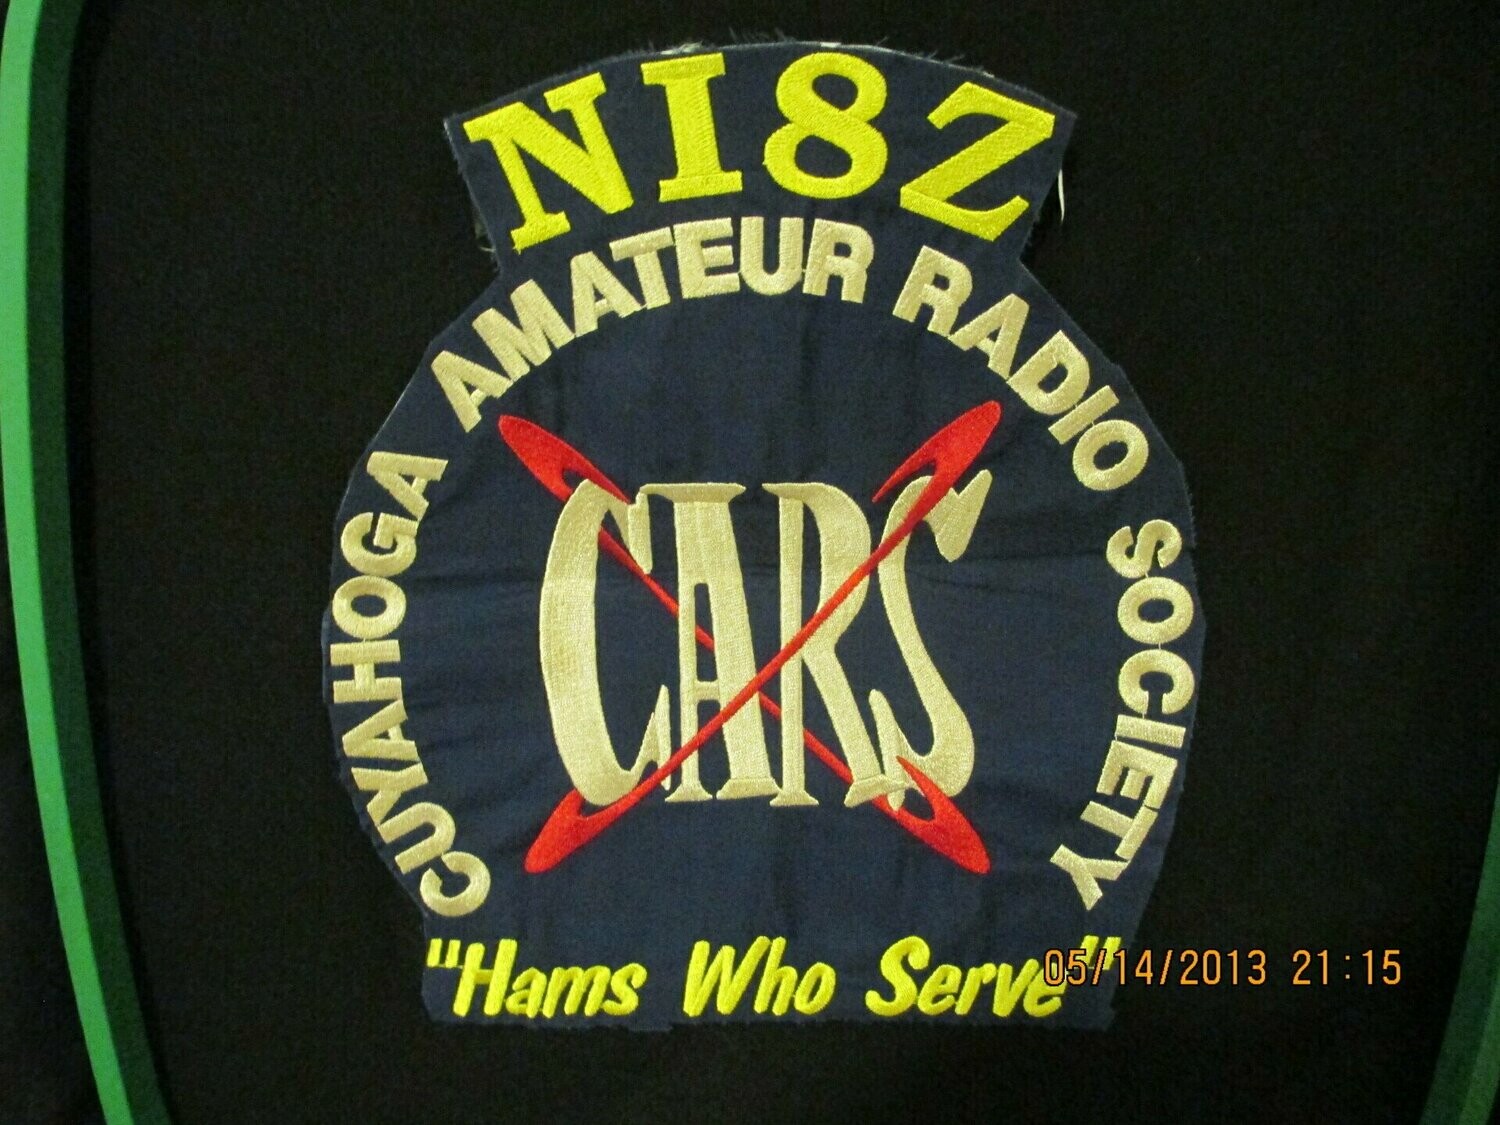 NI8Z
CUYAHOGA AMATEUR RADIO SOCIETY
CARS
"Hams Who Serve"
05/14/2013 21:15